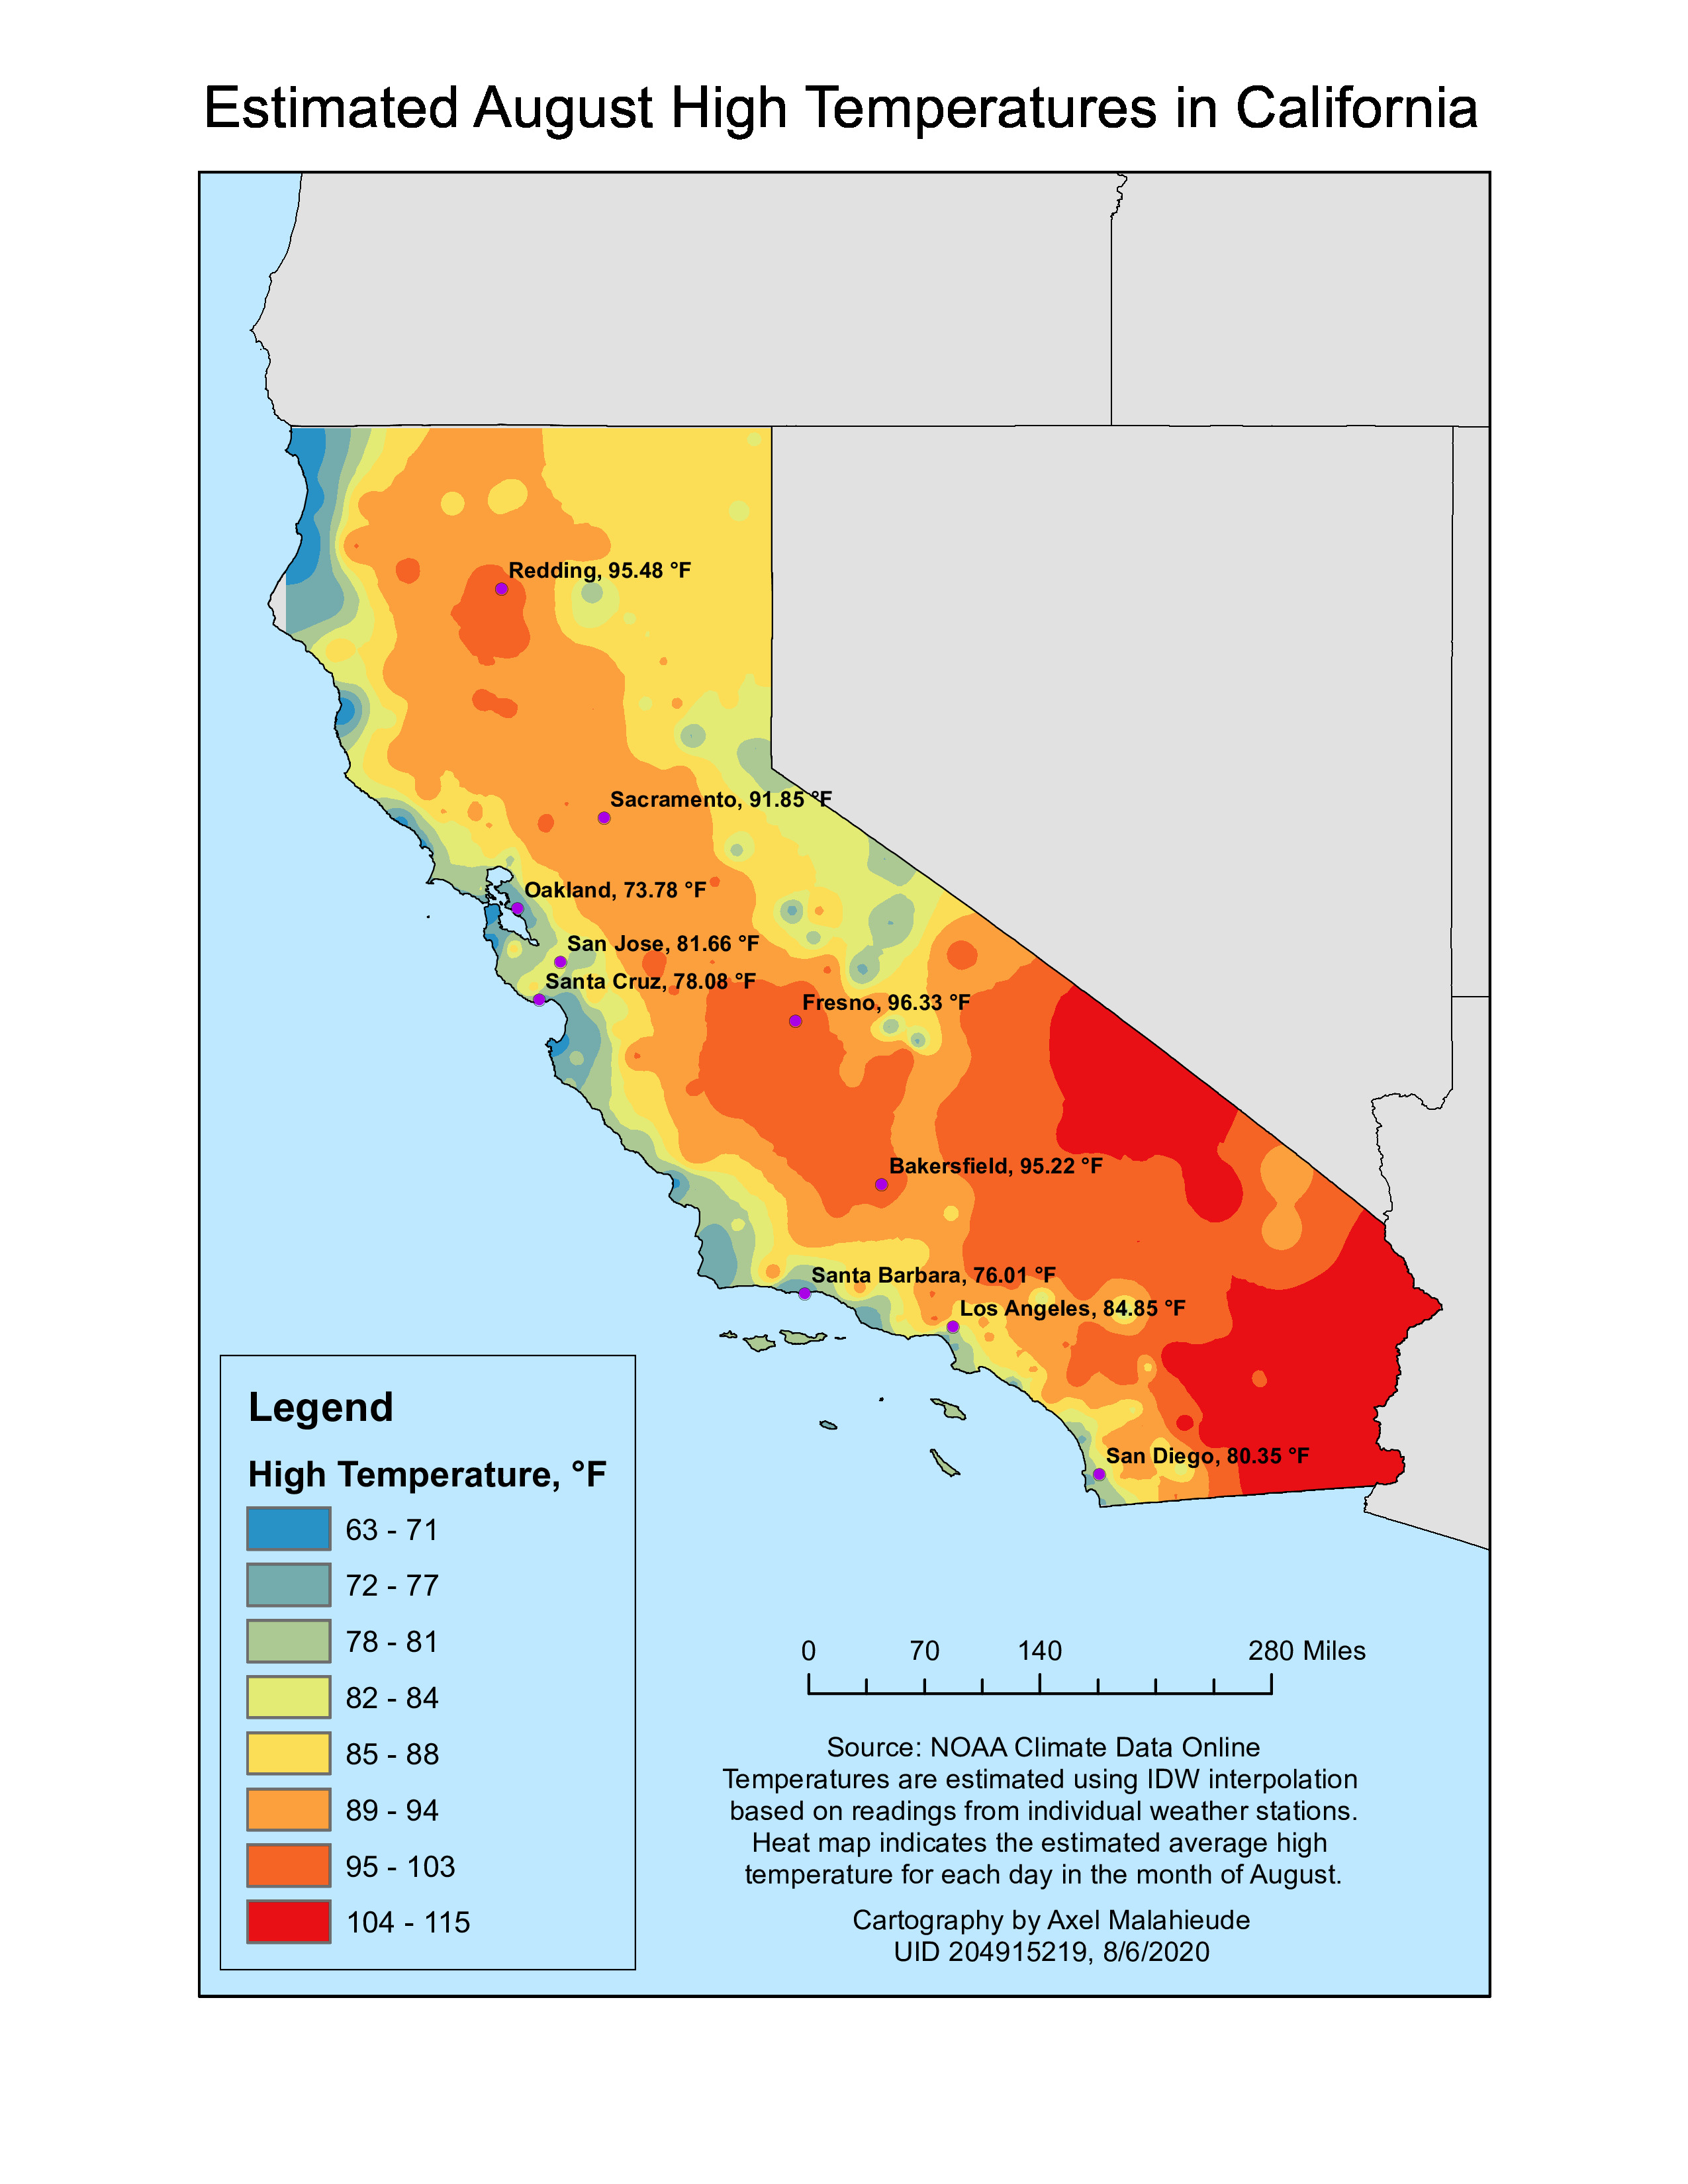 Estimated August High Temperatures in California
Redding, 95.48 °F
Sacramento, 91.85 °F
Oakland, 73.78 °F
San Jose, 81.66 °F
Santa Cruz, 78.08 °F
Fresno, 96.33 °F
Bakersfield, 95.22 °F
Santa Barbara, 76.01 °F
Los Angeles, 84.85 °F
San Diego, 80.35 °F
Legend
High Temperature, °F
63 - 71
72 - 77
78 - 81
82 - 84
85 - 88
89 - 94
95 - 103
104 - 115
0 70 140 280 Miles
Source: NOAA Climate Data Online
Temperatures are estimated using IDW interpolation
based on readings from individual weather stations.
Heat map indicates the estimated average high
temperature for each day in the month of August.
Cartography by Axel Malahieude
UID 204915219, 8/6/2020